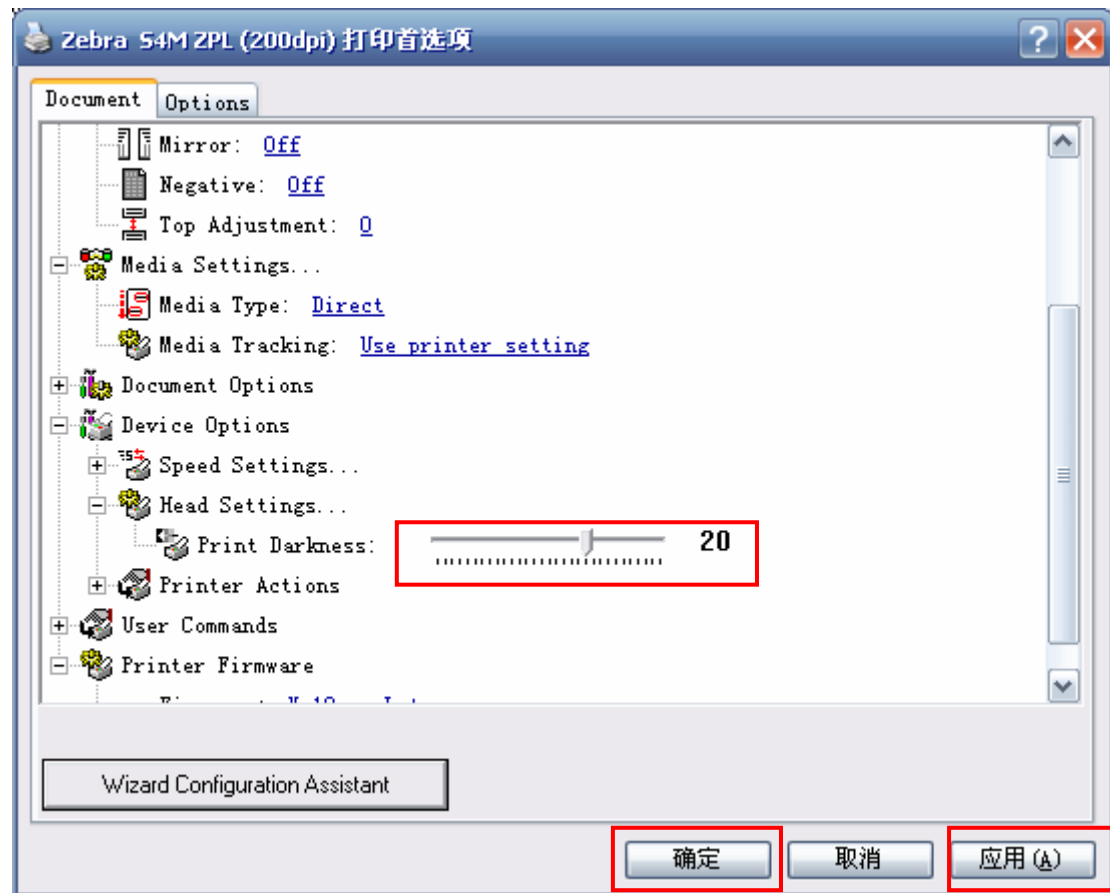 Zebra S4M ZPL (200dpi) 打印首选项
Document Options
Mirror: Off
Negative: Off
Top Adjustment: 0
Media Settings...
Media Type: Direct
Media Tracking: Use printer setting
Document Options
Device Options
Speed Settings...
Head Settings...
Print Darkness: 20
Printer Actions
User Commands
Printer Firmware
Wizard Configuration Assistant
确定 取消 应用(A)